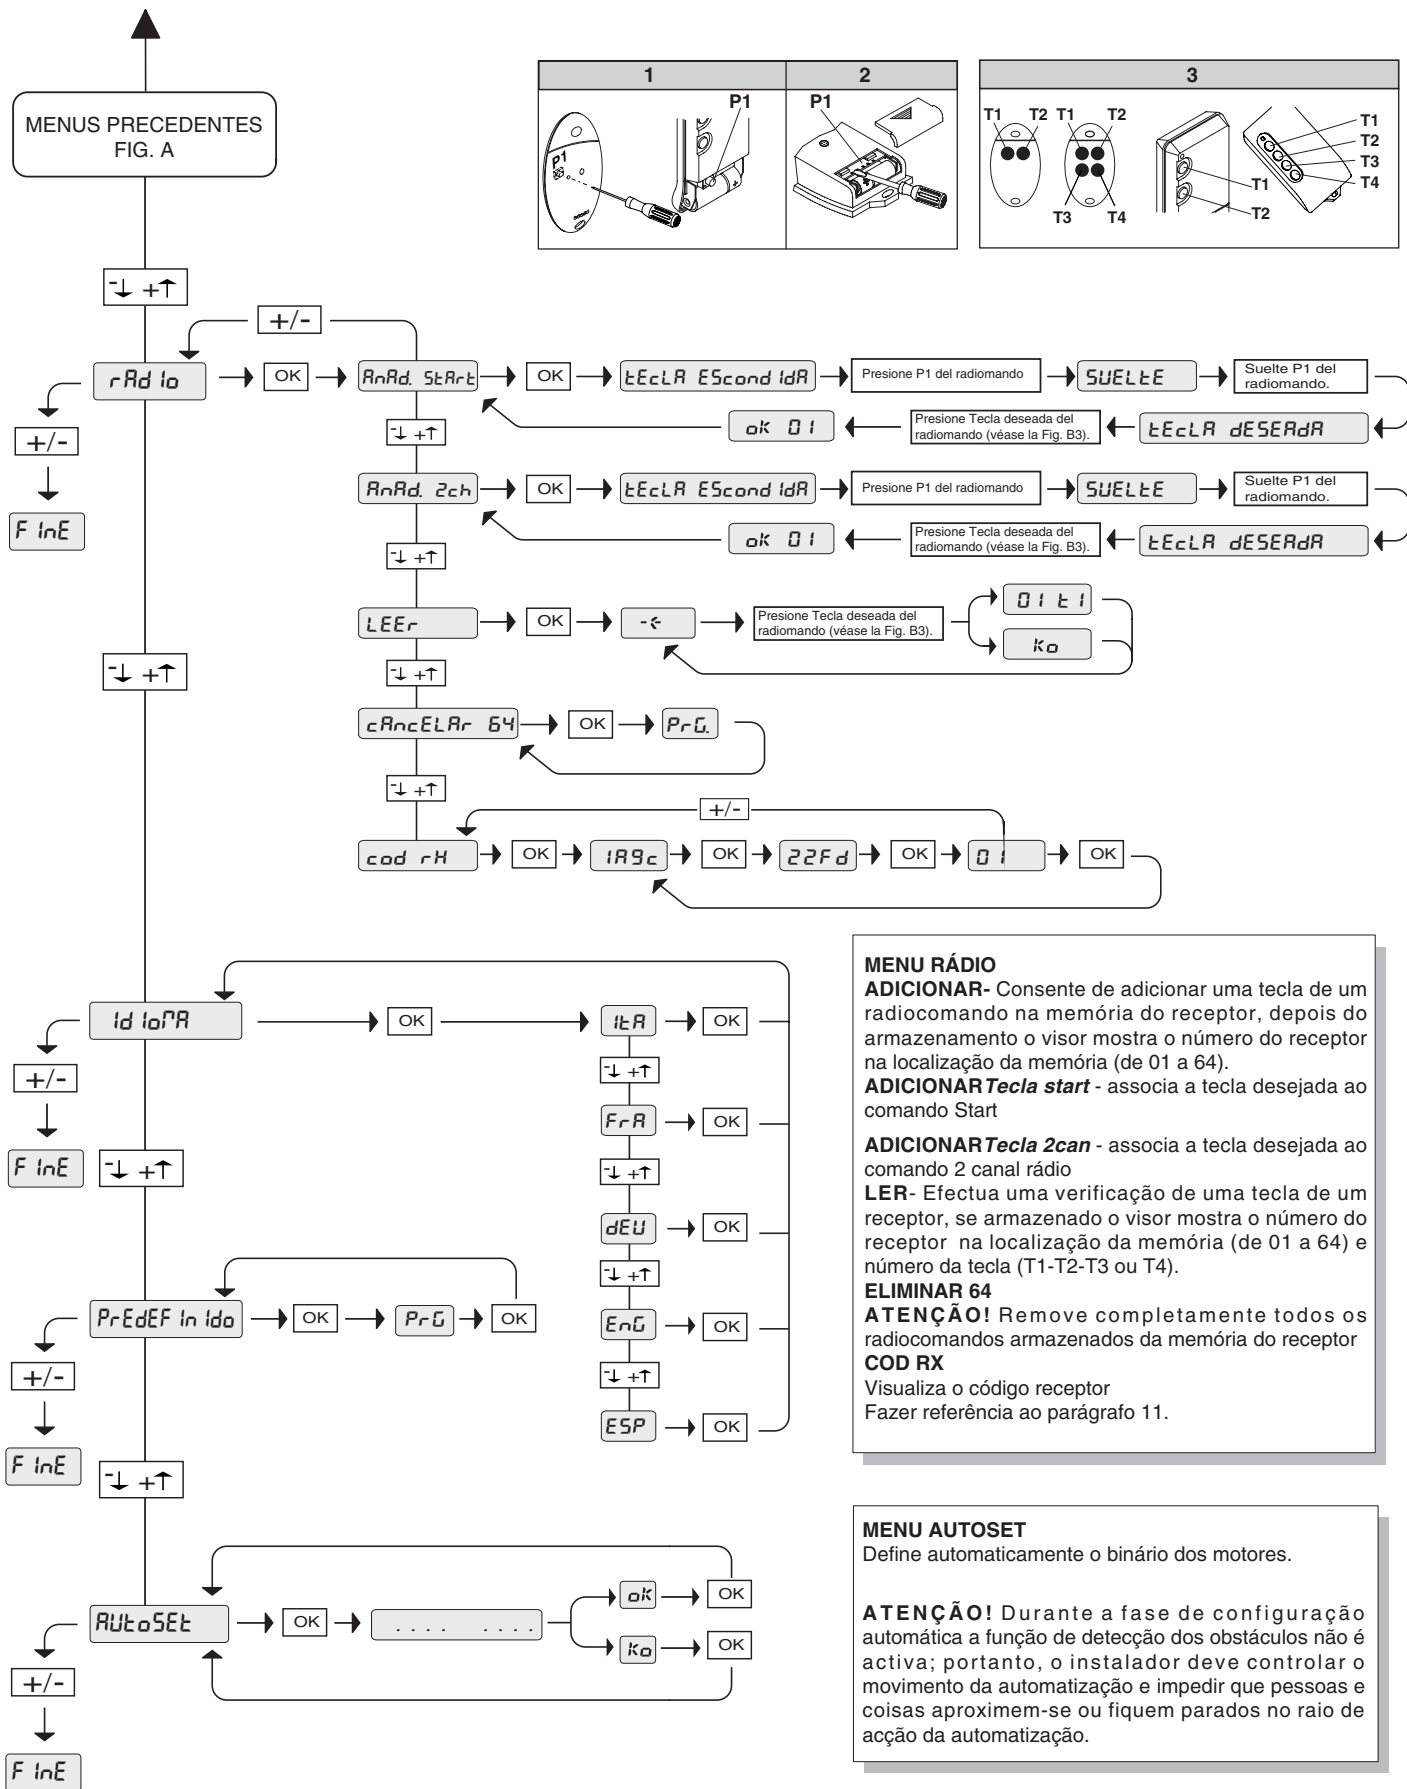 MENUS PRECEDENTES
FIG. A
1
2
3
P1
P1
P1
T1
T2
T1
T2
T3
T4
T1
T2
T1
T2
T3
T4
-↓ +↑
+/-
rAdIo
OK
AnAd. StArt
OK
tEcLA EScondIdA
Presione P1 del radiomando
SUELtE
Suelte P1 del
radiomando.
+/-
FInE
-↓ +↑
oK 01
Presione Tecla deseada del
radiomando (véase la Fig. B3).
tEcLA dESEAdA
AnAd. 2ch
OK
tEcLA EScondIdA
Presione P1 del radiomando
SUELtE
Suelte P1 del
radiomando.
oK 01
Presione Tecla deseada del
radiomando (véase la Fig. B3).
tEcLA dESEAdA
-↓ +↑
LEEr
OK
Presione Tecla deseada del
radiomando (véase la Fig. B3).
01 t1
Ko
-↓ +↑
-↓ +↑
cAncELAr 64
OK
PrG.
-↓ +↑
+/-
cod rH
OK
1A9c
OK
22Fd
OK
01
OK
IdIoMA
OK
ItA
OK
-↓ +↑
FrA
OK
-↓ +↑
dEU
OK
-↓ +↑
EnG
OK
-↓ +↑
ESP
OK
+/-
FInE
-↓ +↑
PrEdEFInIdo
OK
PrG
OK
+/-
FInE
-↓ +↑
AUtoSEt
OK
.... ....
oK
OK
Ko
OK
+/-
FInE
MENU RÁDIO
ADICIONAR- Consente de adicionar uma tecla de um
radiocomando na memória do receptor, depois do
armazenamento o visor mostra o número do receptor
na localização da memória (de 01 a 64).
ADICIONAR Tecla start - associa a tecla desejada ao
comando Start
ADICIONAR Tecla 2can - associa a tecla desejada ao
comando 2 canal rádio
LER- Efectua uma verificação de uma tecla de um
receptor, se armazenado o visor mostra o número do
receptor na localização da memória (de 01 a 64) e
número da tecla (T1-T2-T3 ou T4).
ELIMINAR 64
ATENÇÃO! Remove completamente todos os
radiocomandos armazenados da memória do receptor
COD RX
Visualiza o código receptor
Fazer referência ao parágrafo 11.
MENU AUTOSET
Define automaticamente o binário dos motores.
ATENÇÃO! Durante a fase de configuração
automática a função de detecção dos obstáculos não é
activa; portanto, o instalador deve controlar o
movimento da automatização e impedir que pessoas e
coisas aproximem-se ou fiquem parados no raio de
acção da automatização.